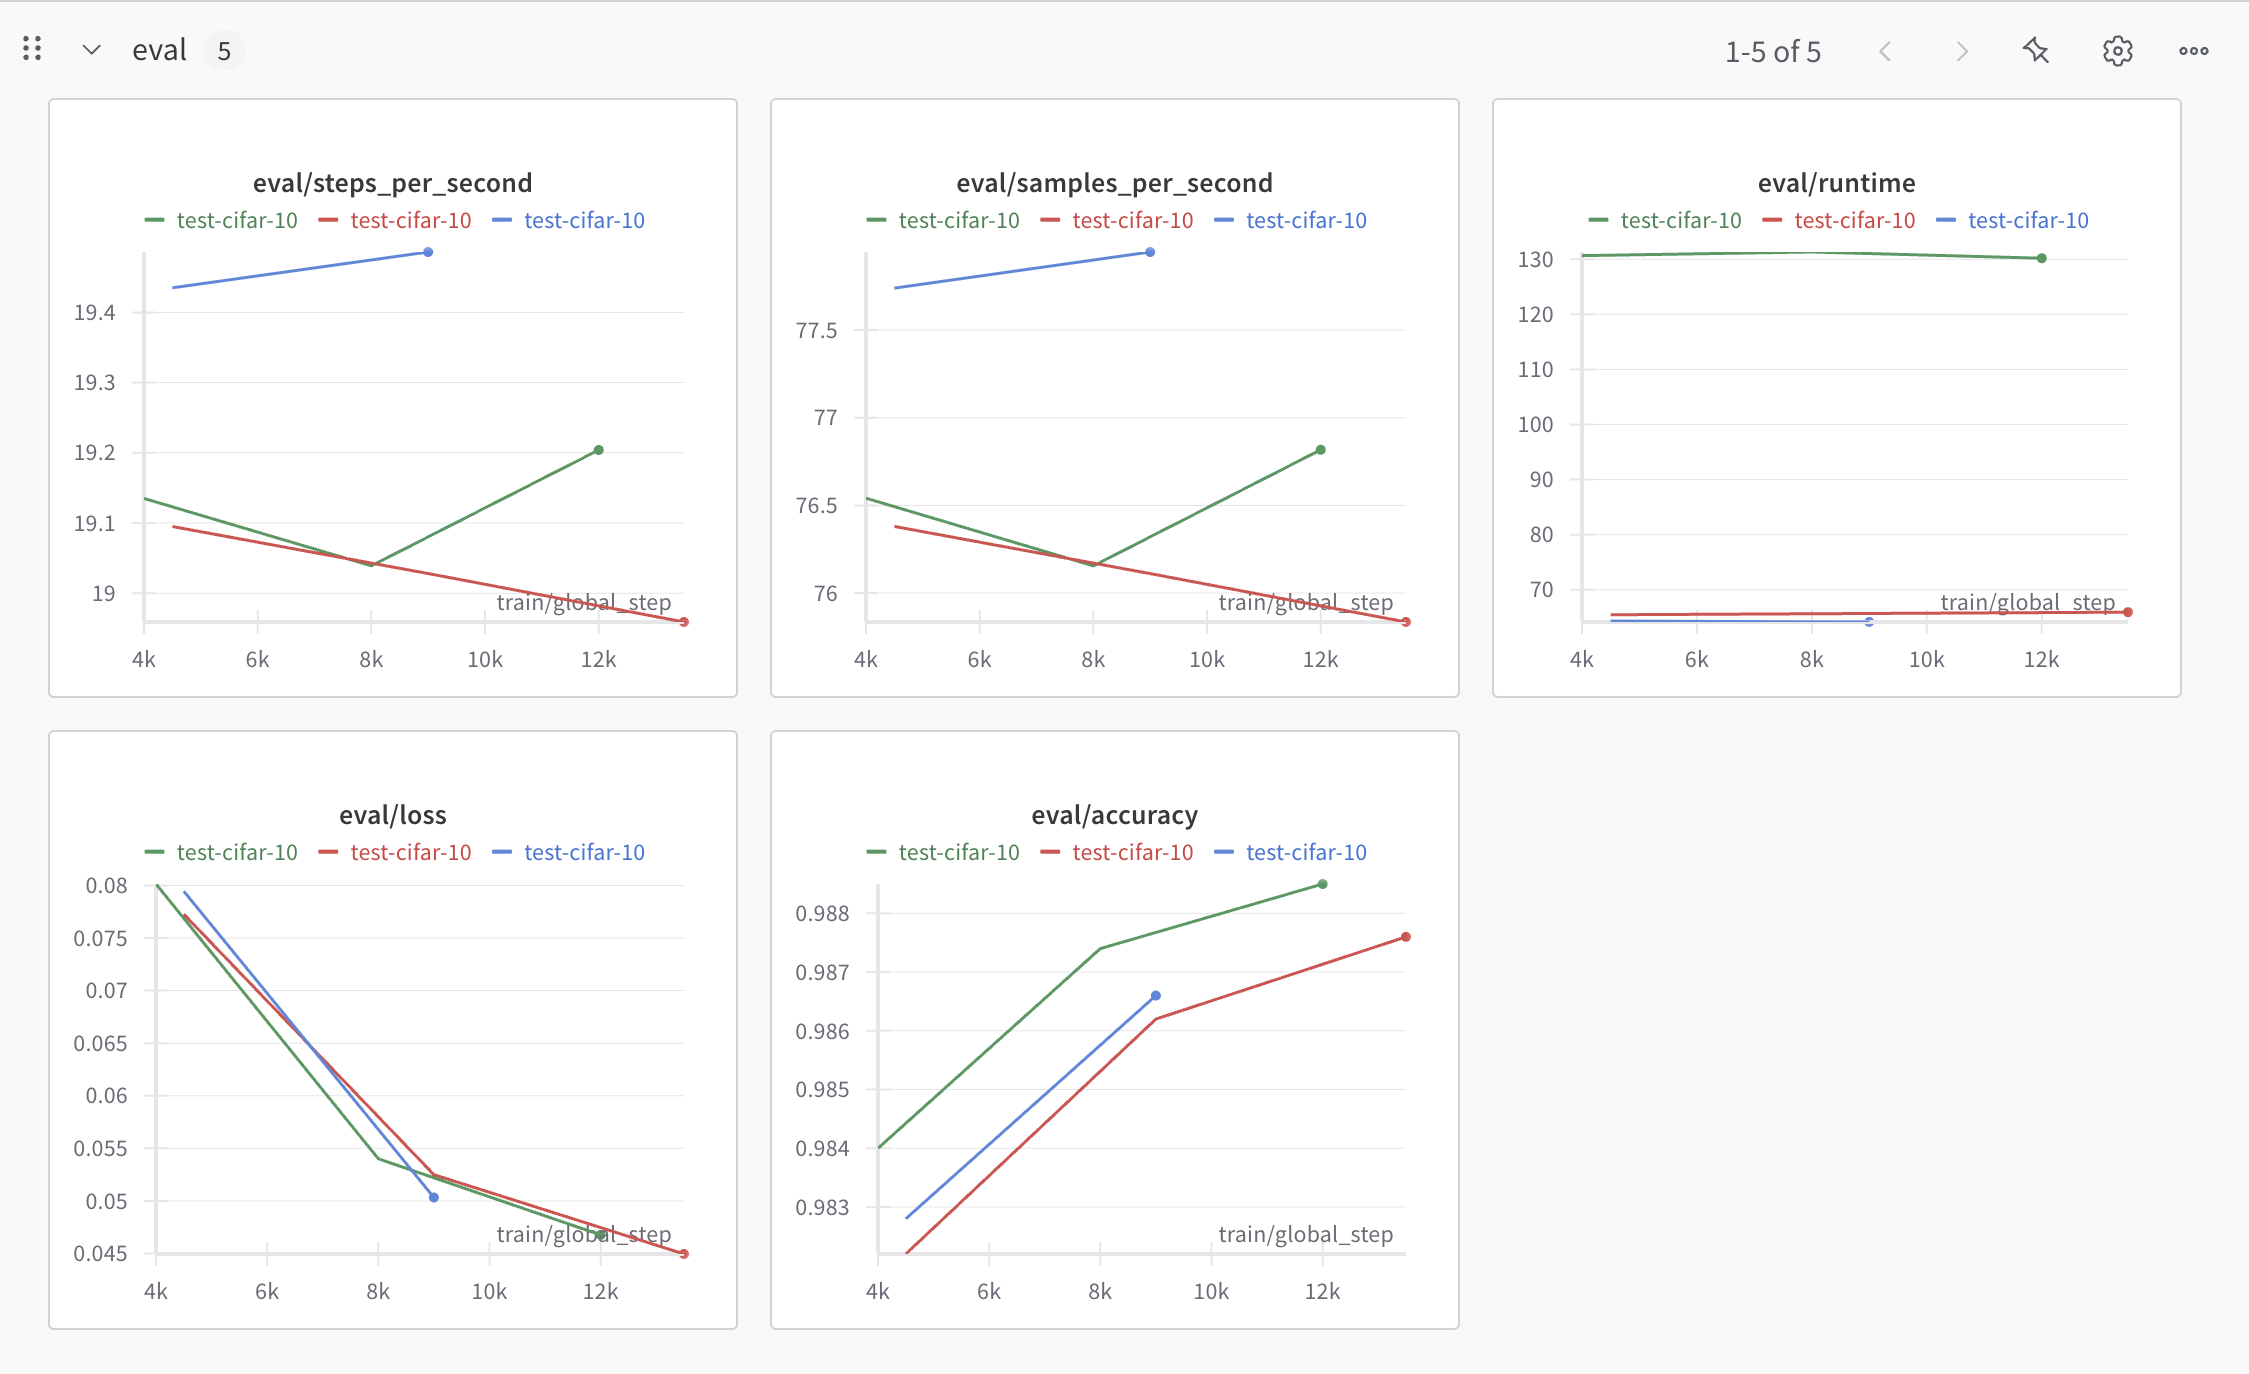 eval 5
1-5 of 5
eval/steps_per_second
test-cifar-10 test-cifar-10 test-cifar-10
19.4
19.3
19.2
19.1
19
train/global_step
4k 6k 8k 10k 12k
eval/samples_per_second
test-cifar-10 test-cifar-10 test-cifar-10
77.5
77
76.5
76
train/global_step
4k 6k 8k 10k 12k
eval/runtime
test-cifar-10 test-cifar-10 test-cifar-10
130
120
110
100
90
80
70
train/global_step
4k 6k 8k 10k 12k
eval/loss
test-cifar-10 test-cifar-10 test-cifar-10
0.08
0.075
0.07
0.065
0.06
0.055
0.05
0.045
train/global_step
4k 6k 8k 10k 12k
eval/accuracy
test-cifar-10 test-cifar-10 test-cifar-10
0.988
0.987
0.986
0.985
0.984
0.983
train/global_step
4k 6k 8k 10k 12k